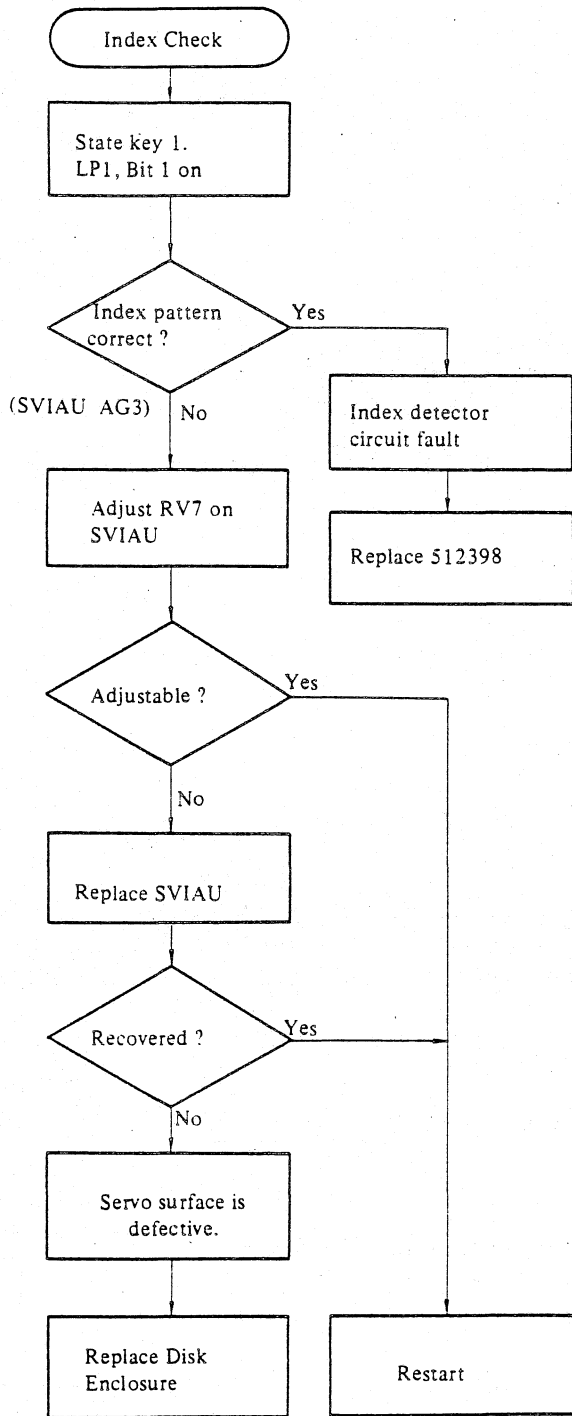 Index Check
State key 1.
LP1, Bit 1 on
Index pattern
correct ?
Yes
(SVIAU AG3)
No
Index detector
circuit fault
Adjust RV7 on
SVIAU
Replace 512398
Adjustable ?
Yes
No
Replace SVIAU
Recovered ?
Yes
No
Servo surface is
defective.
Replace Disk
Enclosure
Restart